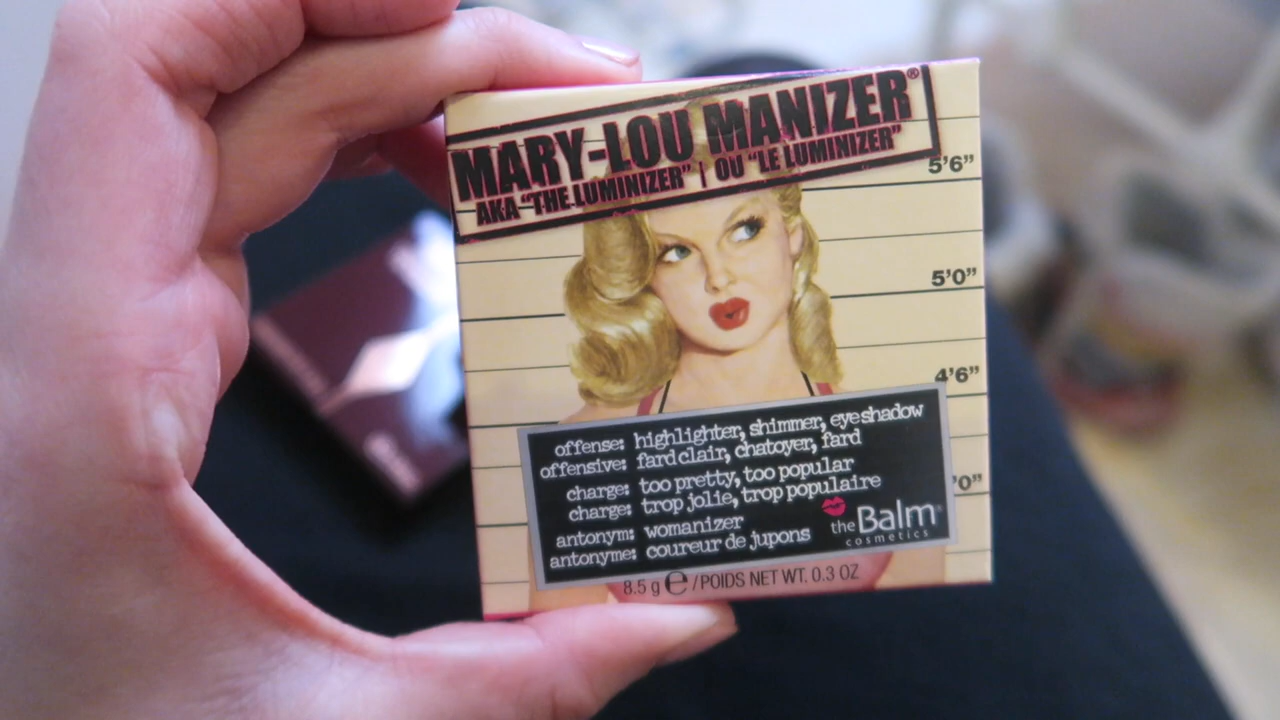 MARY-LOU MANIZER®
AKA "THE LUMINIZER" | OU "LE LUMINIZER"
5'6"
5'0"
4'6"
'0"
offense: highlighter, shimmer, eyeshadow
offensive: fard clair, chatoyer, fard
charge: too pretty, too popular
charge: trop jolie, trop populaire
antonym: womanizer
antonyme: coureur de jupons
theBalm®
cosmetics
8.5 g ℮ /POIDS NET WT. 0.3 OZ